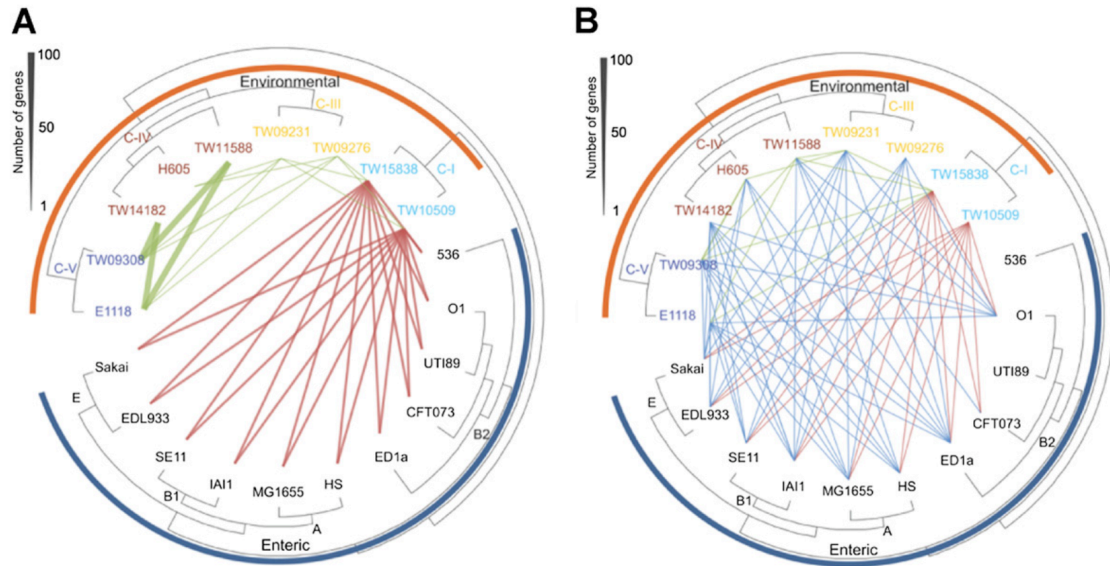 A
100
Number of genes
50
1
Environmental
C-III
TW09231
C-IV
TW11588
TW09276
H605
TW15838
C-I
TW14182
TW10509
C-V
TW09308
536
E1118
O1
Sakai
UTI89
E
EDL933
CFT073
B2
SE11
ED1a
IAI1
MG1655
HS
B1
A
Enteric
B
100
Number of genes
50
1
Environmental
C-III
TW09231
C-IV
TW11588
TW09276
H605
TW15838
C-I
TW14182
TW10509
C-V
TW09308
536
E1118
O1
Sakai
UTI89
E
EDL933
CFT073
B2
SE11
ED1a
IAI1
MG1655
HS
B1
A
Enteric